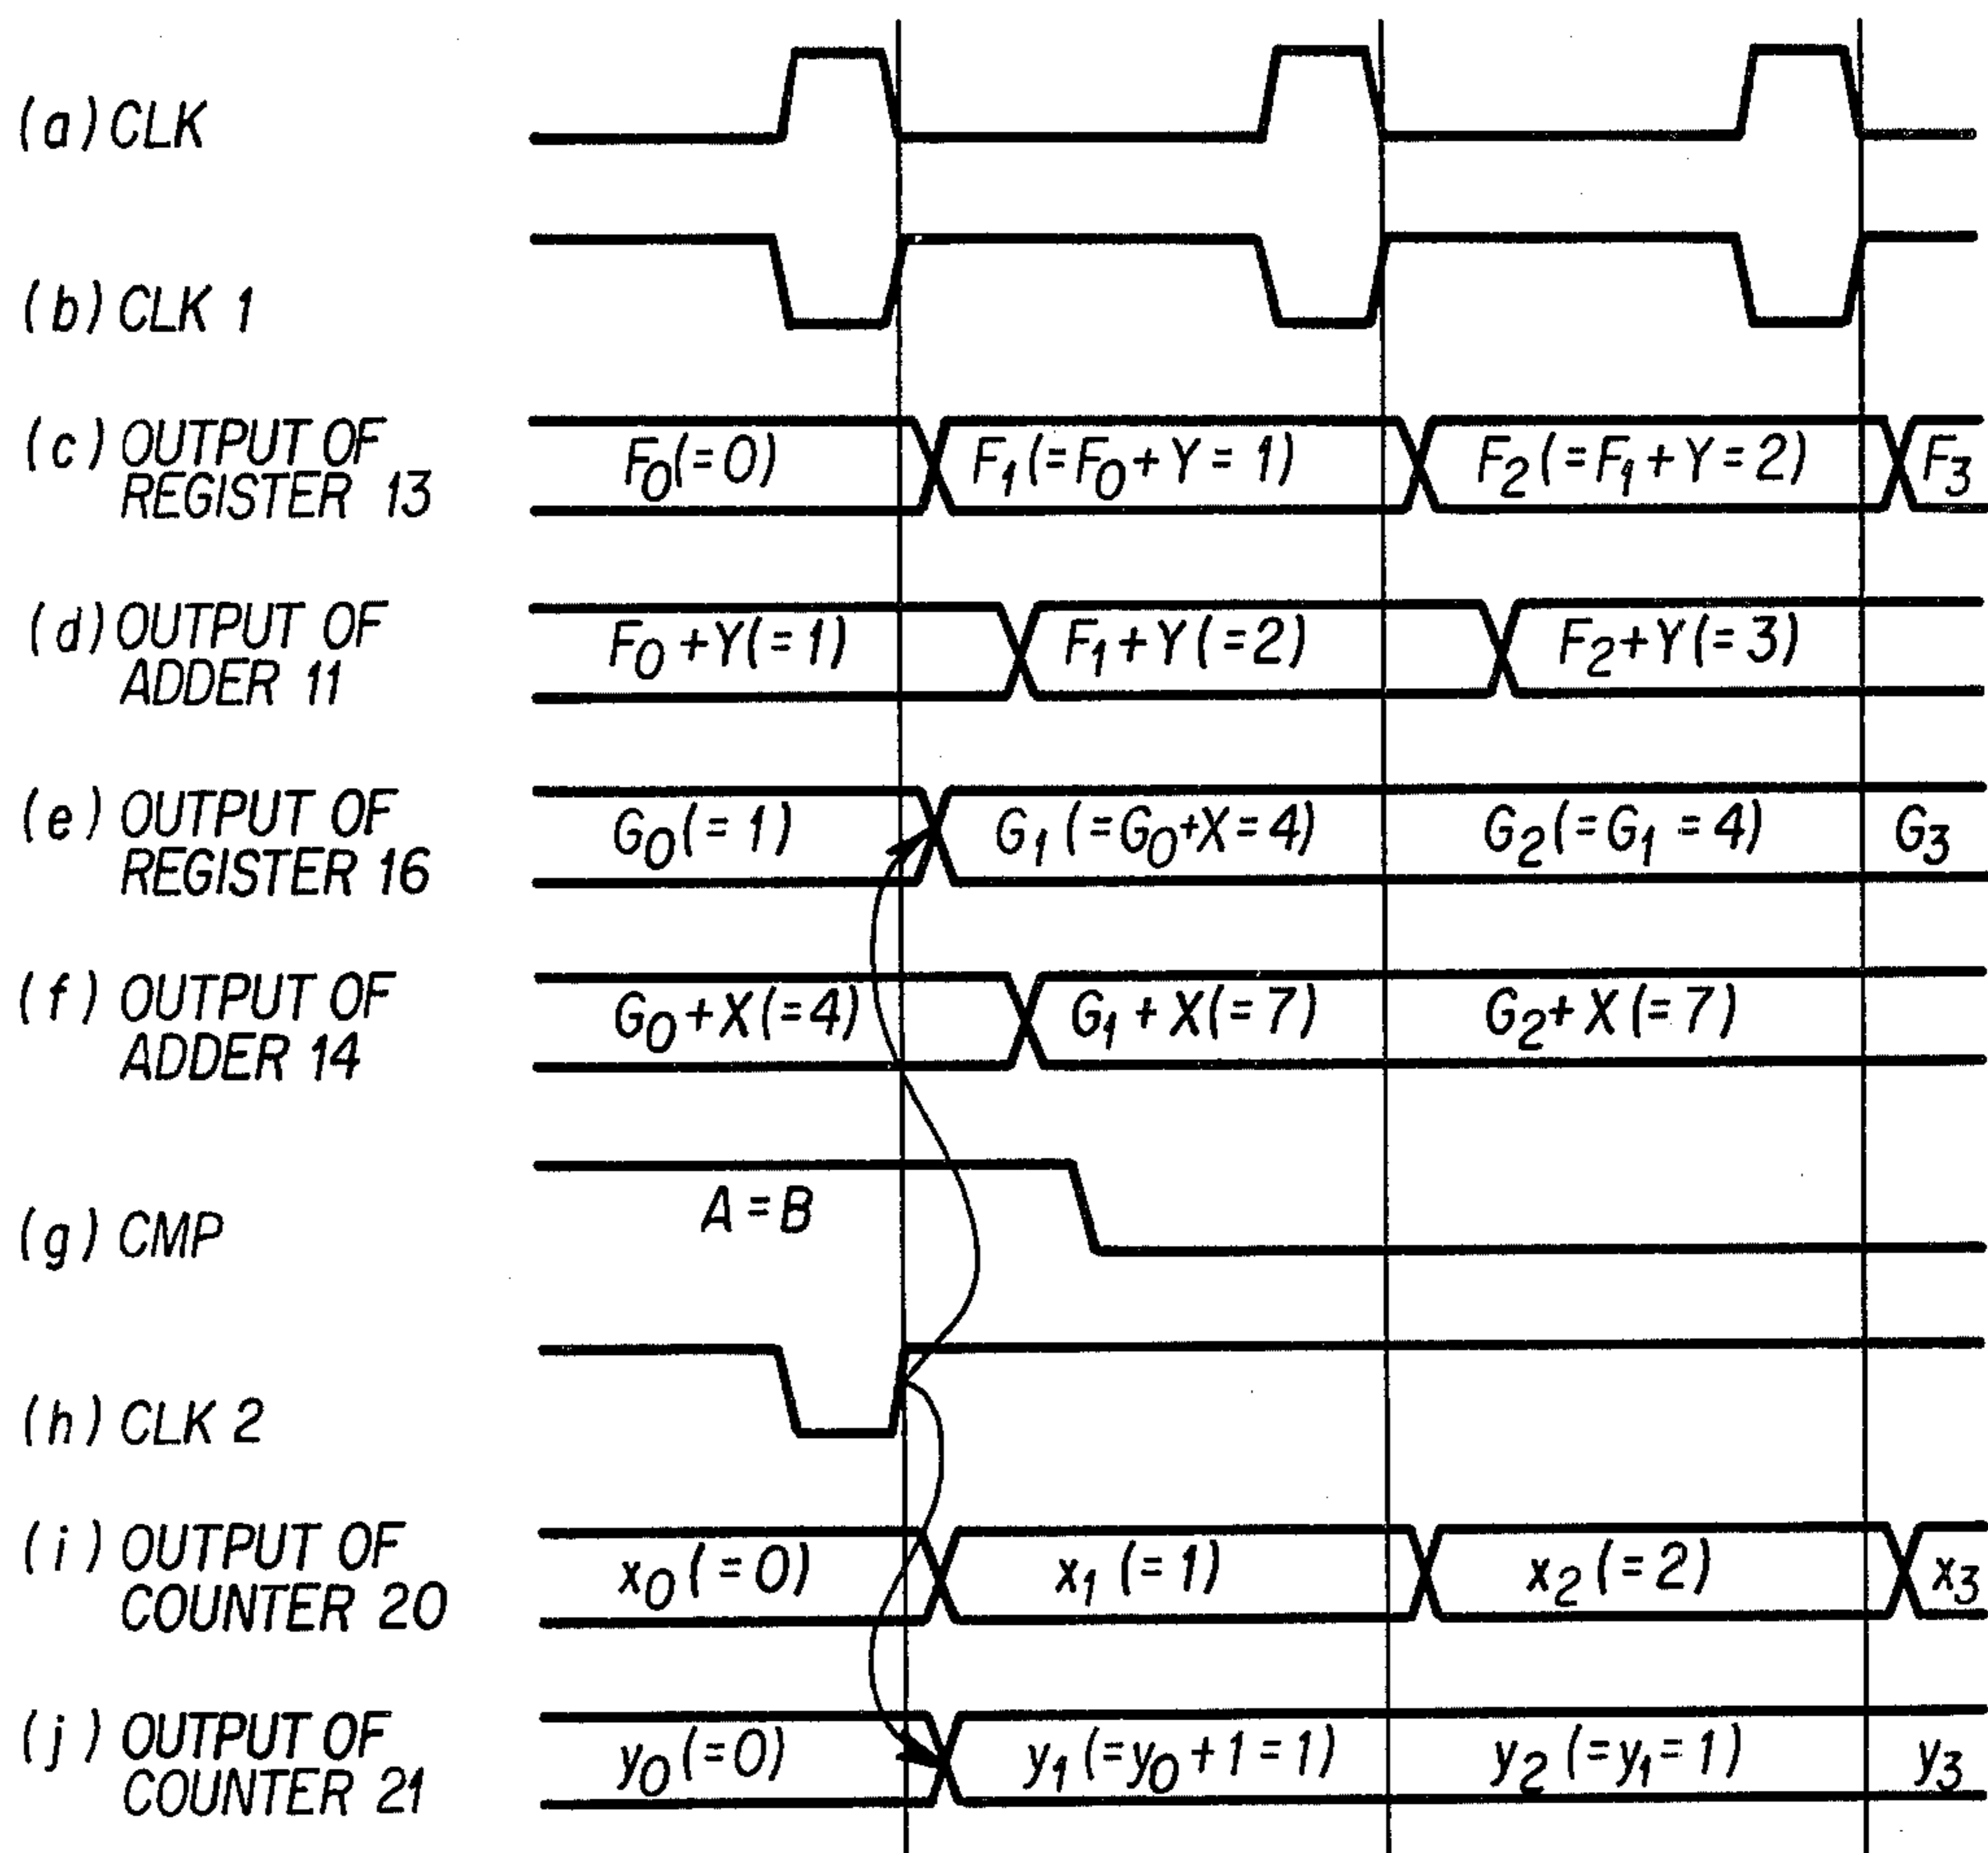 (a) CLK
(b) CLK 1
(c) OUTPUT OF
REGISTER 13
F₀(=0)
F₁(=F₀+Y=1)
F₂(=F₁+Y=2)
F₃
(d) OUTPUT OF
ADDER 11
F₀+Y(=1)
F₁+Y(=2)
F₂+Y(=3)
(e) OUTPUT OF
REGISTER 16
G₀(=1)
G₁(=G₀+X=4)
G₂(=G₁=4)
G₃
(f) OUTPUT OF
ADDER 14
G₀+X(=4)
G₁+X(=7)
G₂+X(=7)
(g) CMP
A=B
(h) CLK 2
(i) OUTPUT OF
COUNTER 20
x₀(=0)
x₁(=1)
x₂(=2)
x₃
(j) OUTPUT OF
COUNTER 21
y₀(=0)
y₁(=y₀+1=1)
y₂(=y₁=1)
y₃